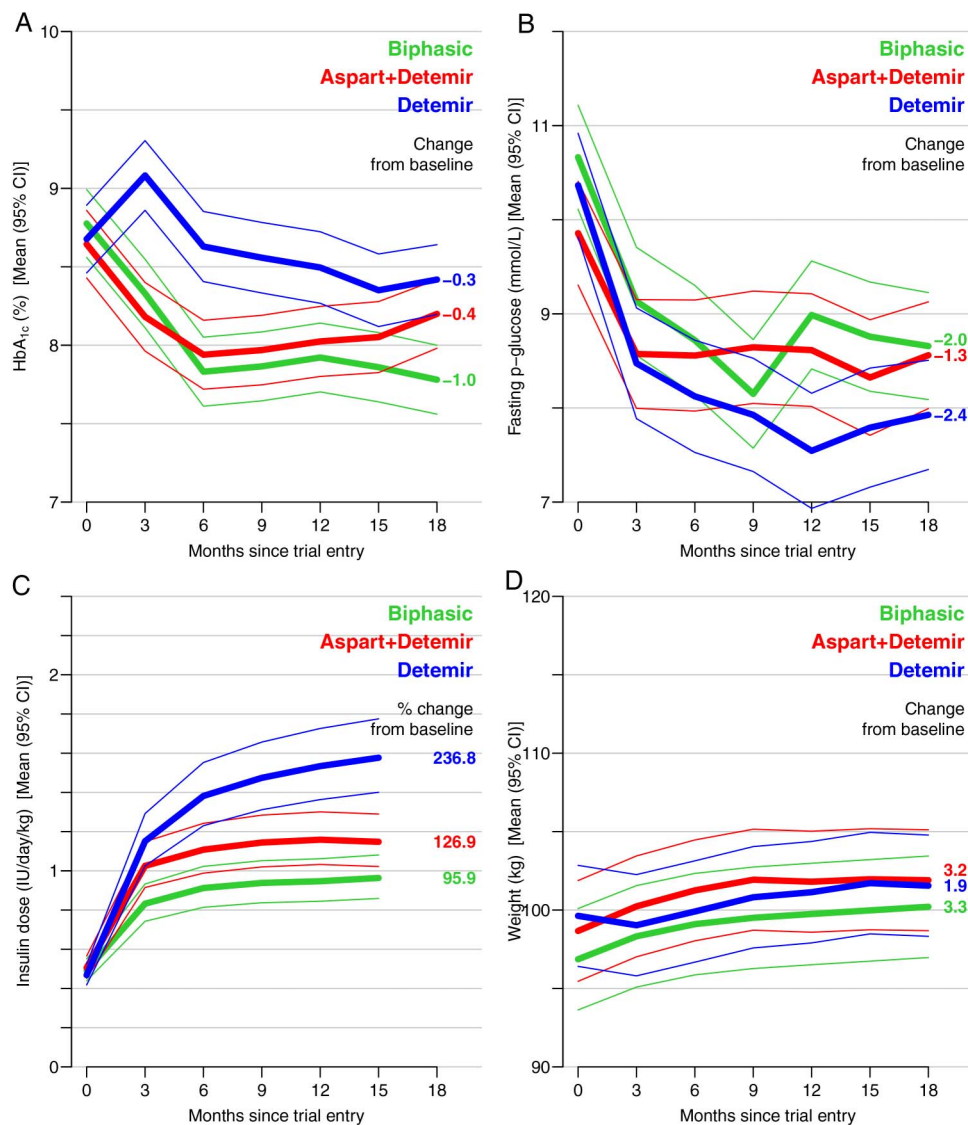 A
10
9
8
7
HbA1c (%) [Mean (95% CI)]
Biphasic
Aspart+Detemir
Detemir
Change
from baseline
−0.3
−0.4
−1.0
0 3 6 9 12 15 18
Months since trial entry
B
11
9
7
Fasting p−glucose (mmol/L) [Mean (95% CI)]
Biphasic
Aspart+Detemir
Detemir
Change
from baseline
−2.0
−1.3
−2.4
0 3 6 9 12 15 18
Months since trial entry
C
2
1
0
Insulin dose (IU/day/kg) [Mean (95% CI)]
Biphasic
Aspart+Detemir
Detemir
% change
from baseline
236.8
126.9
95.9
0 3 6 9 12 15 18
Months since trial entry
D
120
110
100
90
Weight (kg) [Mean (95% CI)]
Biphasic
Aspart+Detemir
Detemir
Change
from baseline
3.2
1.9
3.3
0 3 6 9 12 15 18
Months since trial entry